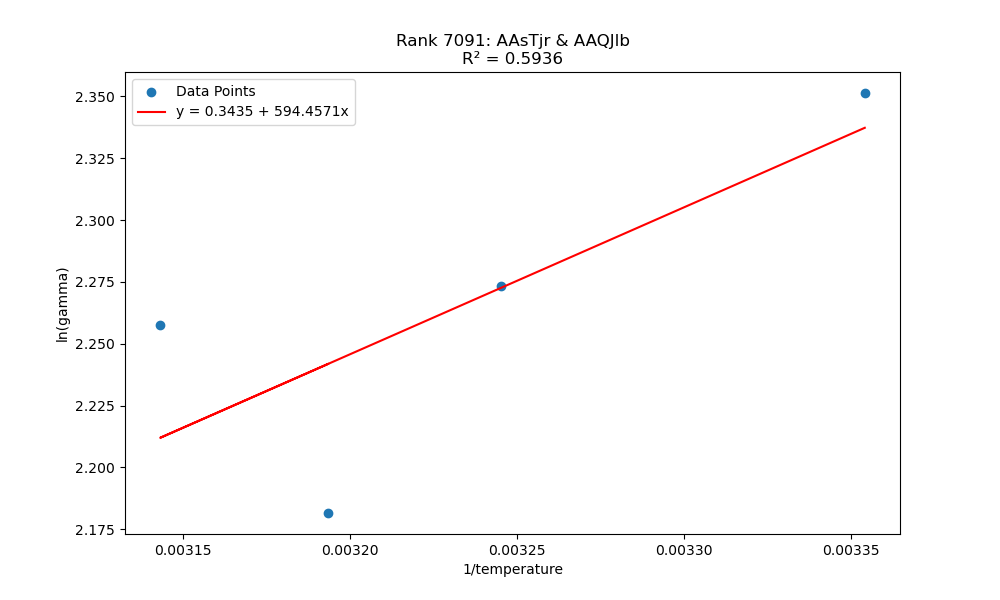 Rank 7091: AAsTjr & AAQJlb
R² = 0.5936
Data Points
y = 0.3435 + 594.4571x
2.350
2.325
2.300
2.275
2.250
2.225
2.200
2.175
ln(gamma)
0.00315
0.00320
0.00325
0.00330
0.00335
1/temperature